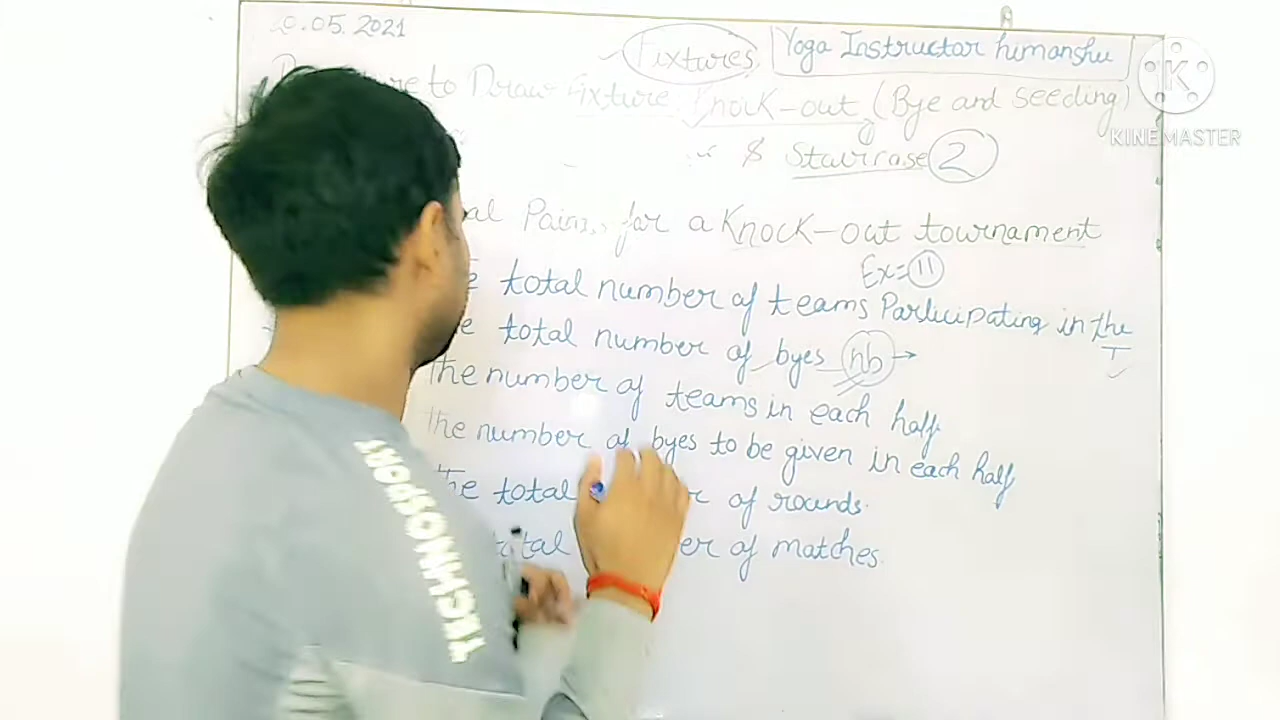 .05.2021
Fixtures
Yoga Instructor himanshu
to Draw Fixture Knock-out (Bye and Seeding)
& Staircase 2
for a Knock-out tournament
Ex=11
total number of teams Participating in the
T
total number of byes nb →
The number of teams in each half
The number of byes to be given in each half
The total of rounds.
total of matches.
K
KINEMASTER
TECHNOSPORT